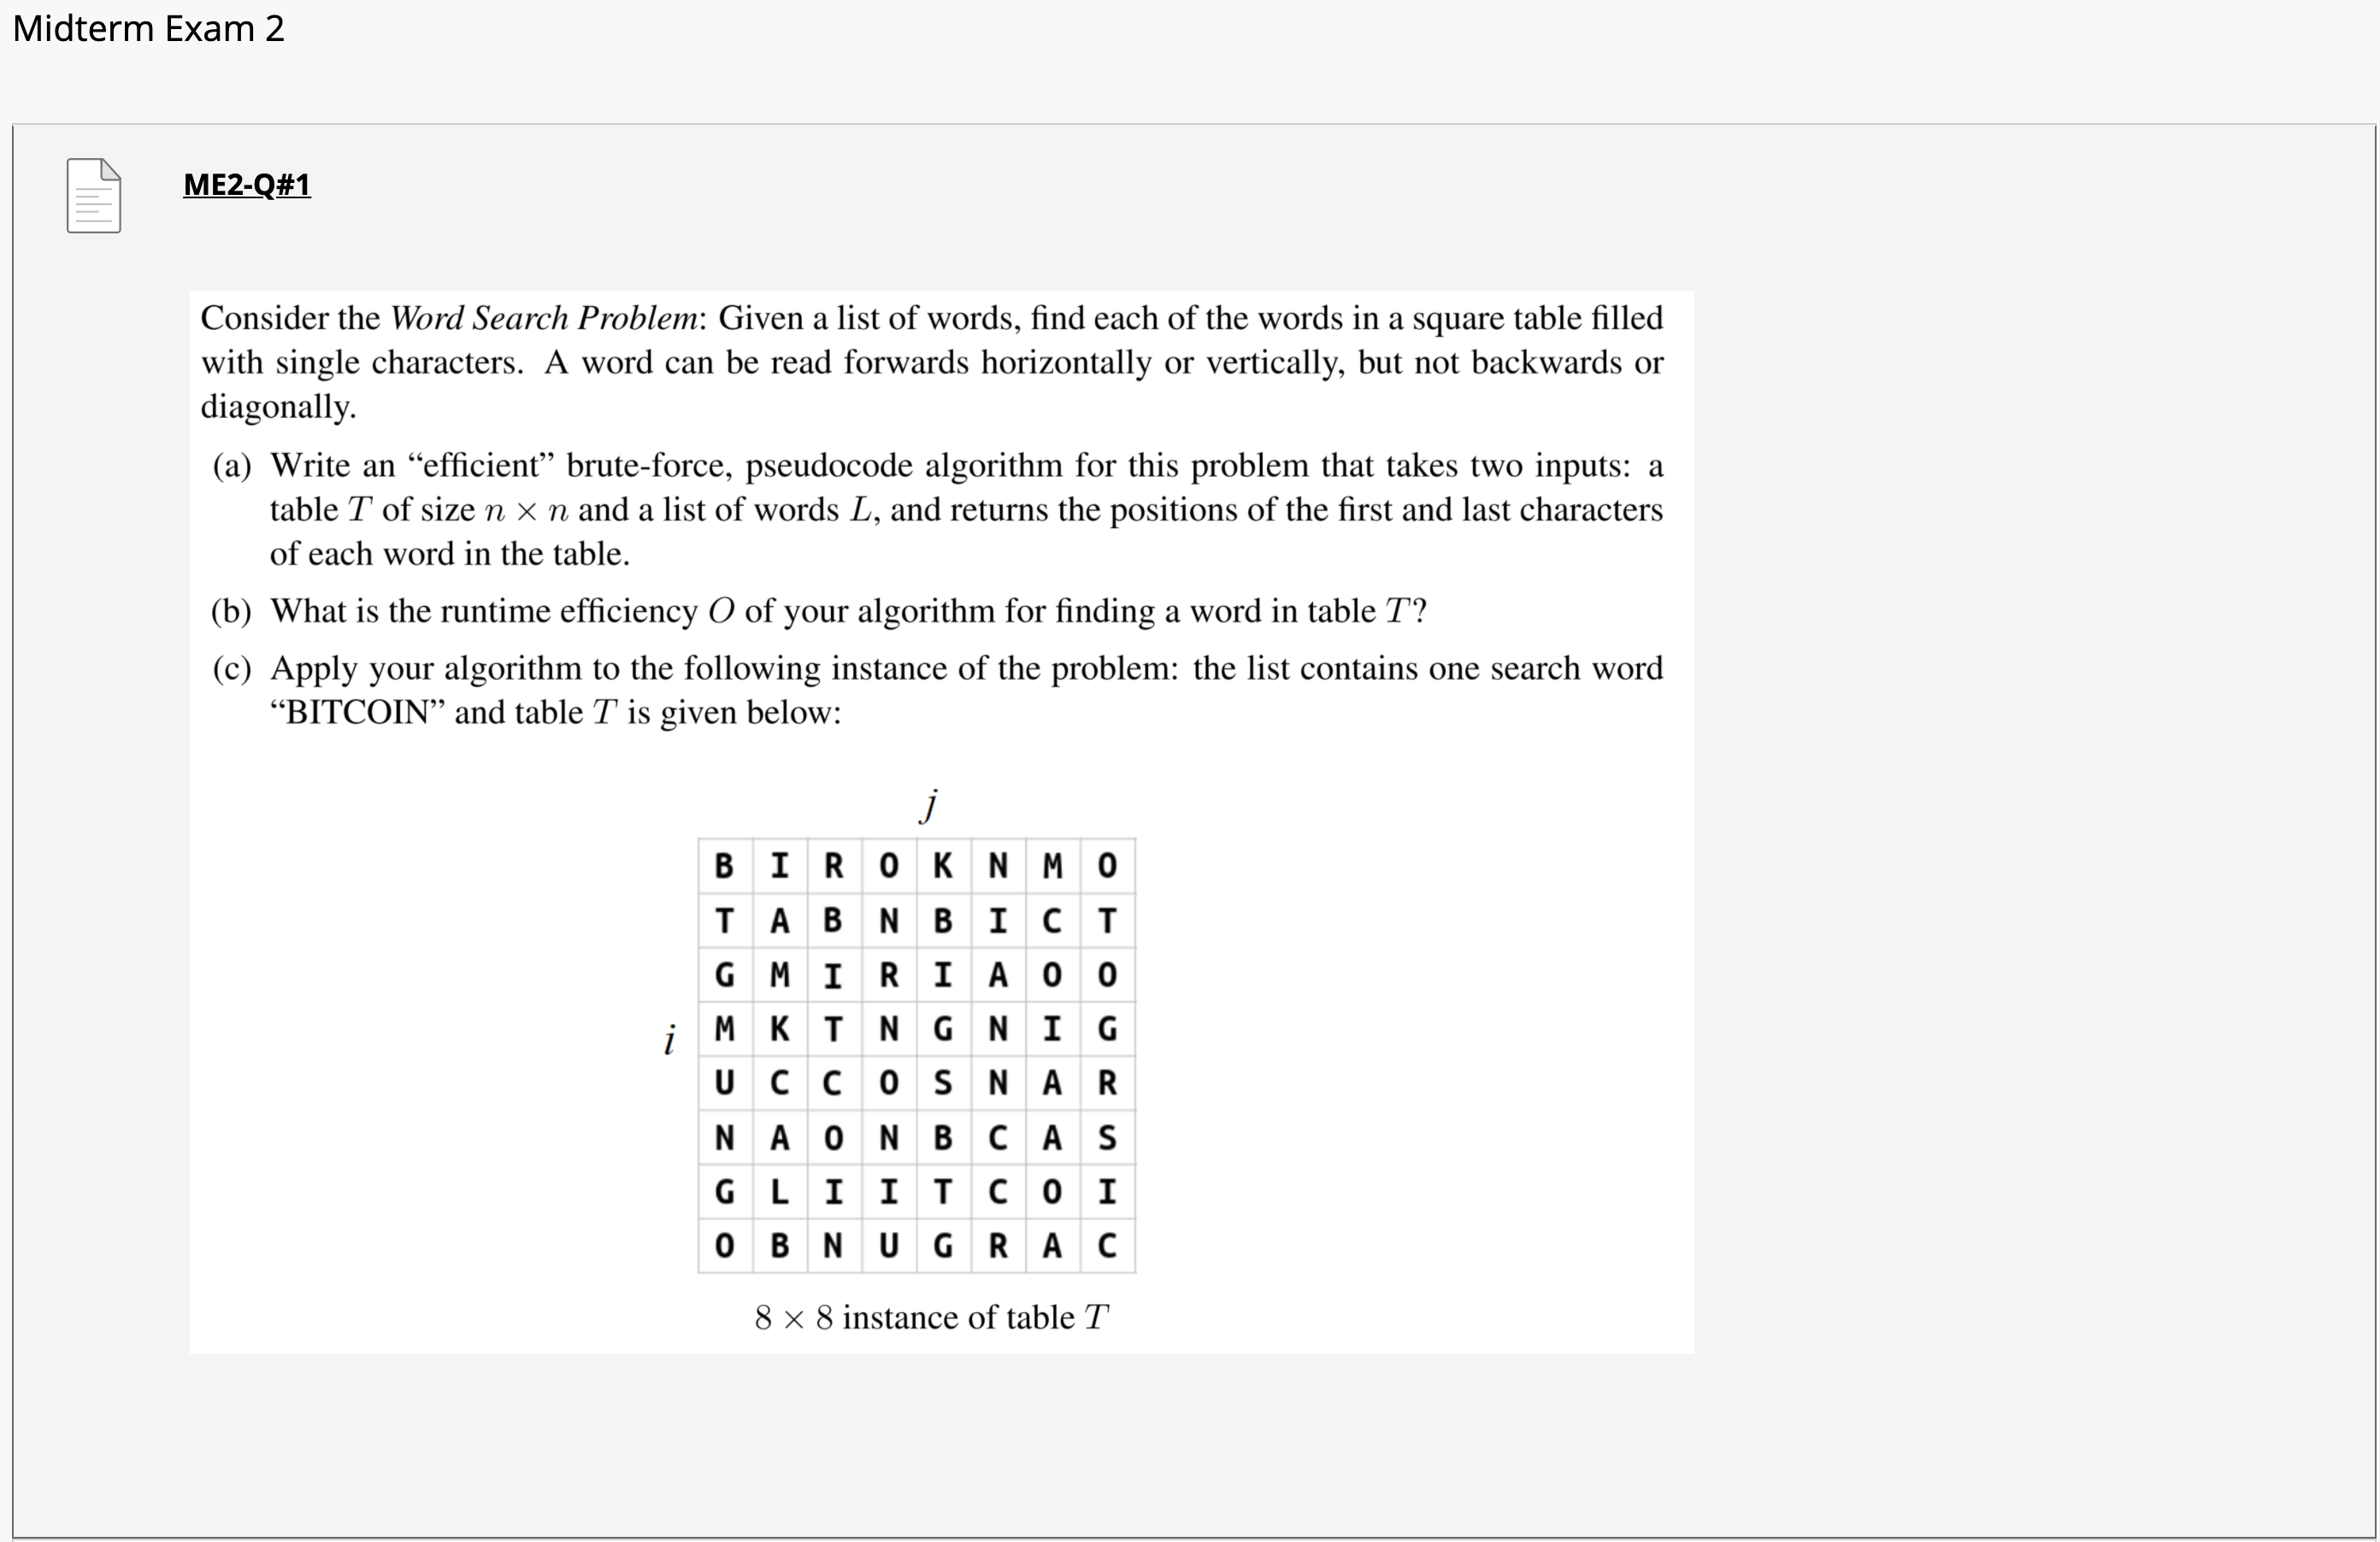 Midterm Exam 2
ME2-Q#1
Consider the Word Search Problem: Given a list of words, find each of the words in a square table filled
with single characters. A word can be read forwards horizontally or vertically, but not backwards or
diagonally.
(a) Write an “efficient” brute-force, pseudocode algorithm for this problem that takes two inputs: a
table T of size n × n and a list of words L, and returns the positions of the first and last characters
of each word in the table.
(b) What is the runtime efficiency O of your algorithm for finding a word in table T?
(c) Apply your algorithm to the following instance of the problem: the list contains one search word
“BITCOIN” and table T is given below:
j
B I R O K N M O
T A B N B I C T
G M I R I A O O
i
M K T N G N I G
U C C O S N A R
N A O N B C A S
G L I I T C O I
O B N U G R A C
8 × 8 instance of table T